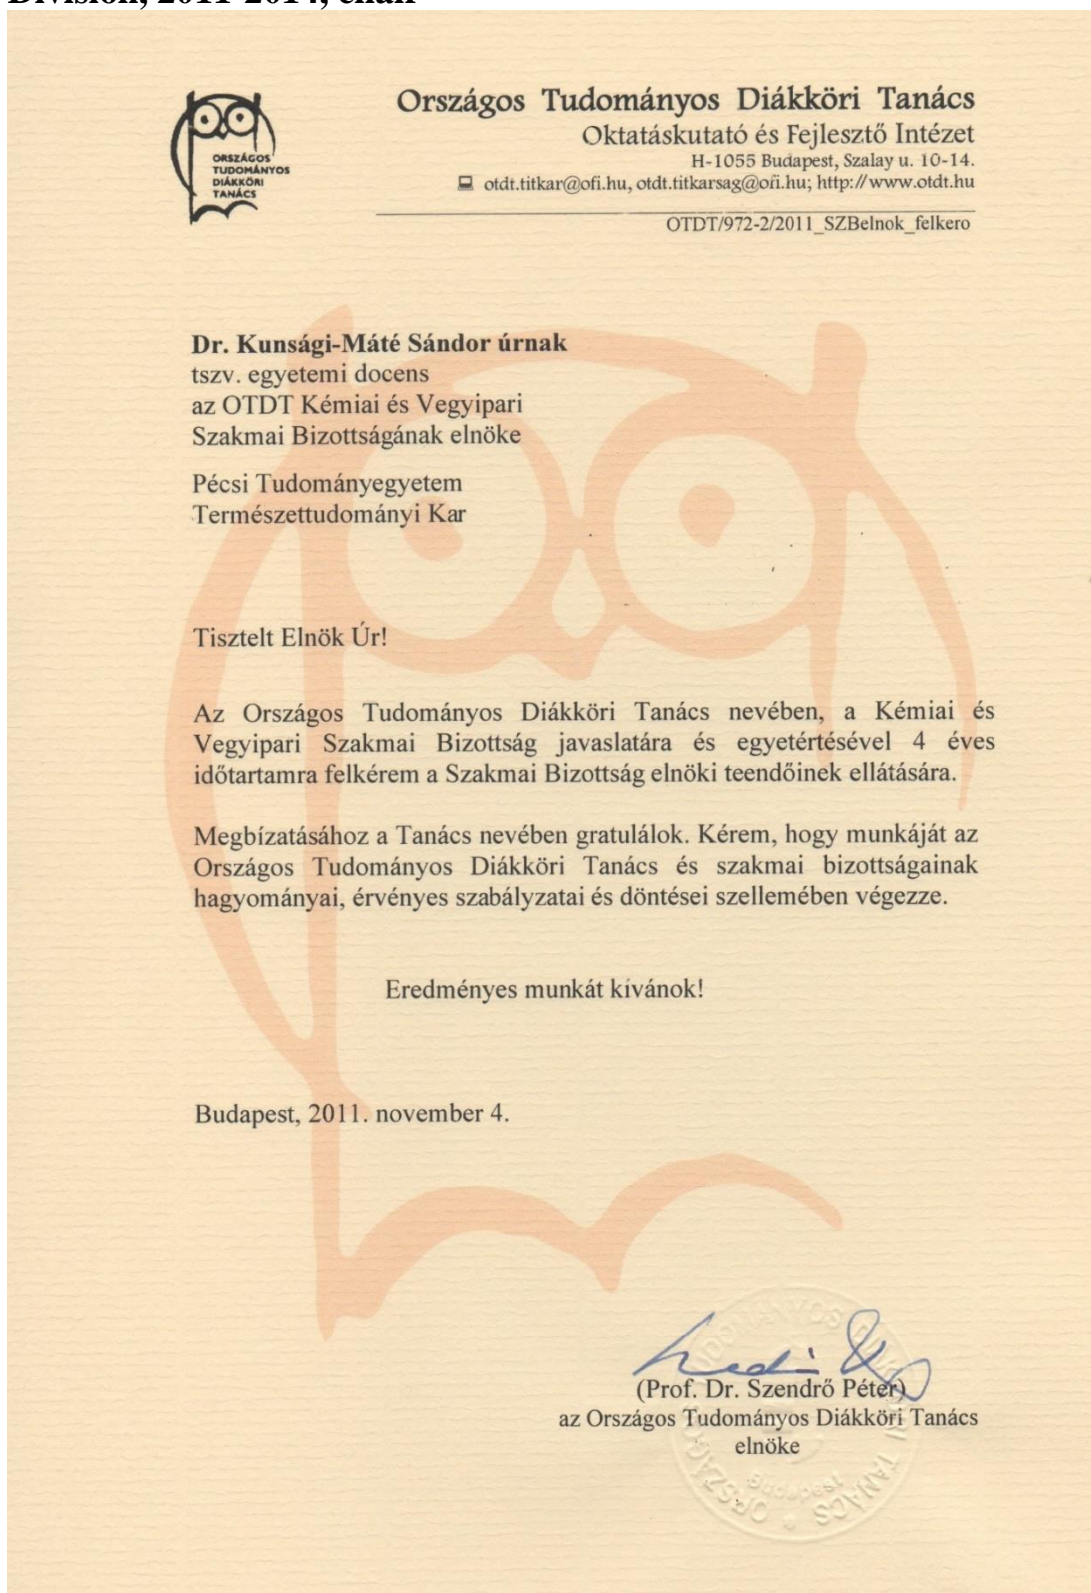 Division, 2011-2014, chair
ORSZÁGOS
TUDOMÁNYOS
DIÁKKÖRI
TANÁCS
Országos Tudományos Diákköri Tanács
Oktatáskutató és Fejlesztő Intézet
H-1055 Budapest, Szalay u. 10-14.
otdt.titkar@ofi.hu, otdt.titkarsag@ofi.hu; http://www.otdt.hu
OTDT/972-2/2011_SZBelnok_felkero
Dr. Kunsági-Máté Sándor úrnak
tszv. egyetemi docens
az OTDT Kémiai és Vegyipari
Szakmai Bizottságának elnöke
Pécsi Tudományegyetem
Természettudományi Kar
Tisztelt Elnök Úr!
Az Országos Tudományos Diákköri Tanács nevében, a Kémiai és
Vegyipari Szakmai Bizottság javaslatára és egyetértésével 4 éves
időtartamra felkérem a Szakmai Bizottság elnöki teendőinek ellátására.
Megbízatásához a Tanács nevében gratulálok. Kérem, hogy munkáját az
Országos Tudományos Diákköri Tanács és szakmai bizottságainak
hagyományai, érvényes szabályzatai és döntései szellemében végezze.
Eredményes munkát kívánok!
Budapest, 2011. november 4.
(Prof. Dr. Szendrő Péter)
az Országos Tudományos Diákköri Tanács
elnöke
ORSZÁGOS TUDOMÁNYOS DIÁKKÖRI TANÁCS
Budapest